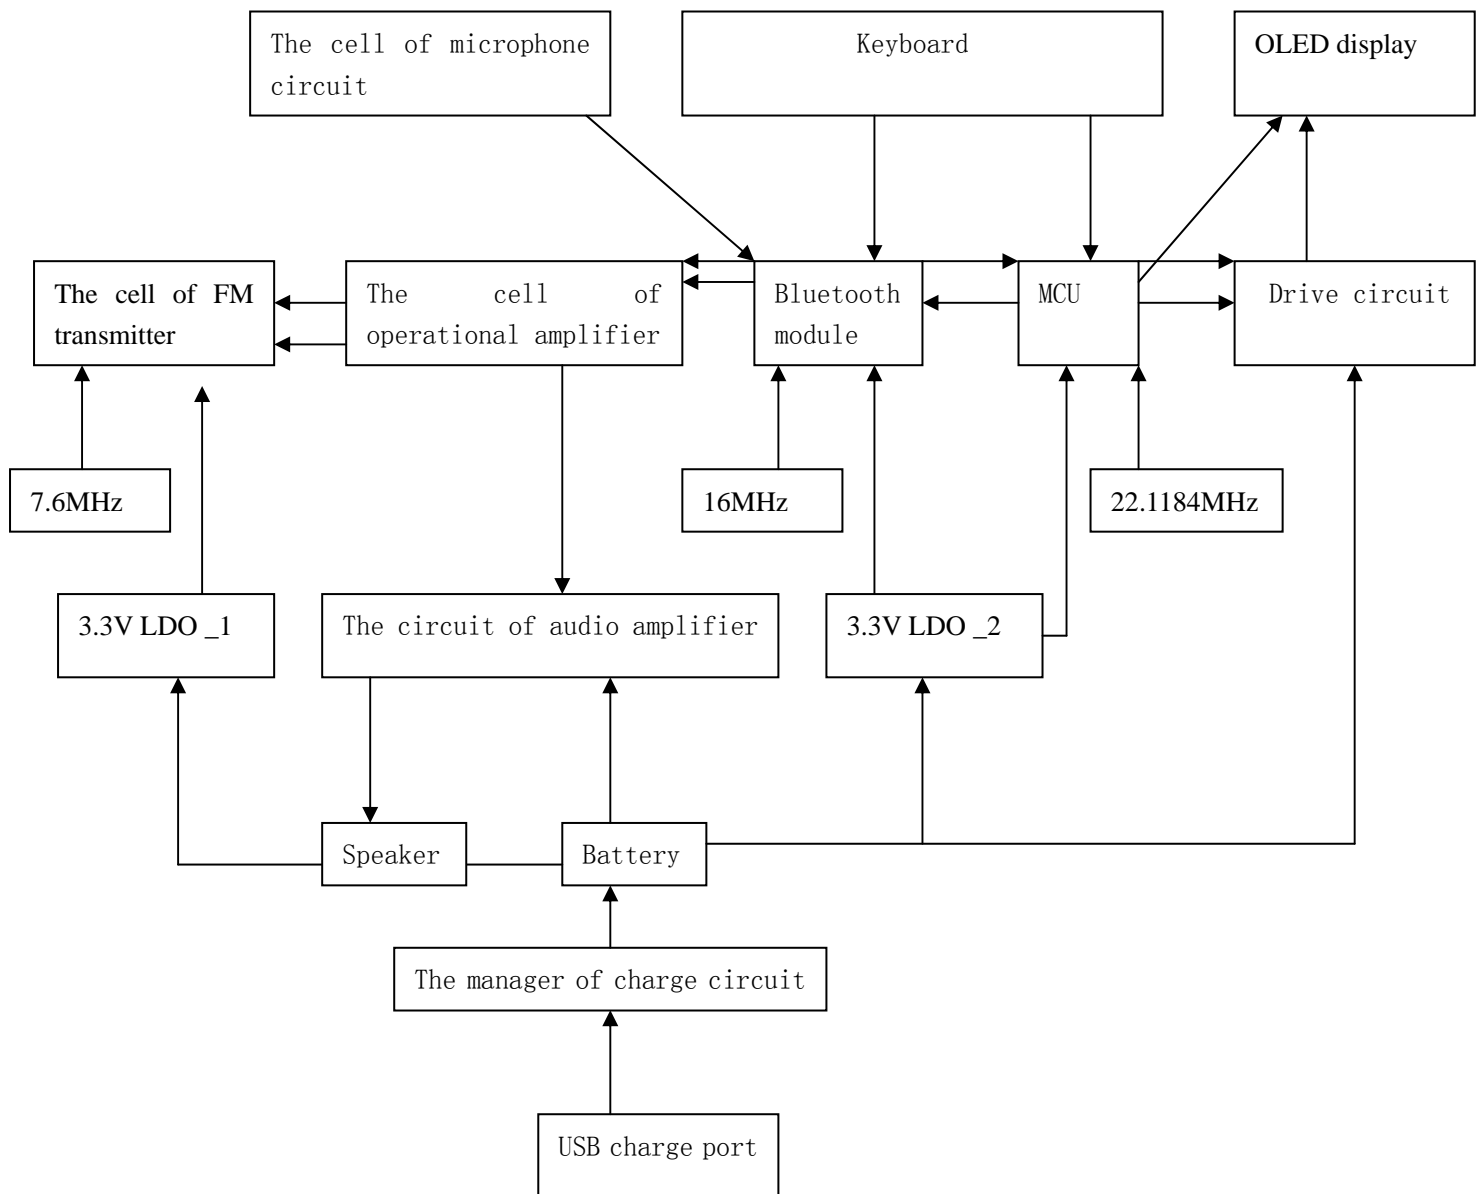 The cell of microphone
circuit
Keyboard
OLED display
The cell of FM
transmitter
The cell of
operational amplifier
Bluetooth
module
MCU
Drive circuit
7.6MHz
16MHz
22.1184MHz
3.3V LDO _1
The circuit of audio amplifier
3.3V LDO _2
Speaker
Battery
The manager of charge circuit
USB charge port